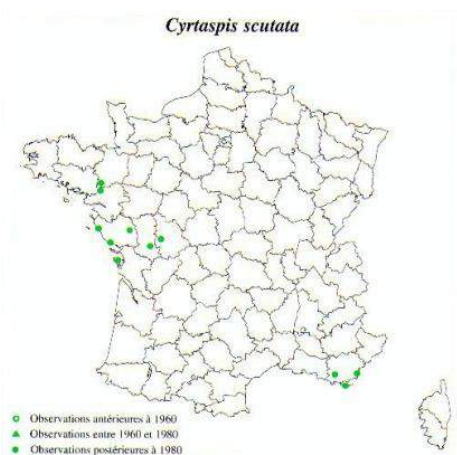 Cyrtaspis scutata
Observations antérieures à 1960
Observations entre 1960 et 1980
Observations postérieures à 1980